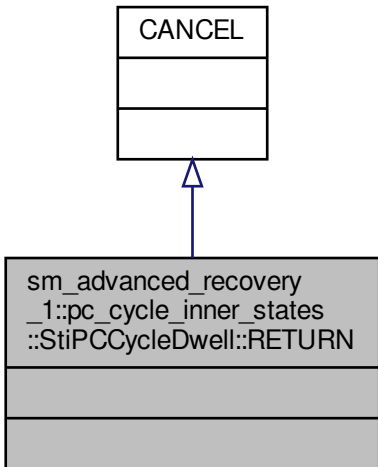 CANCEL
sm_advanced_recovery
_1::pc_cycle_inner_states
::StiPCCycleDwell::RETURN